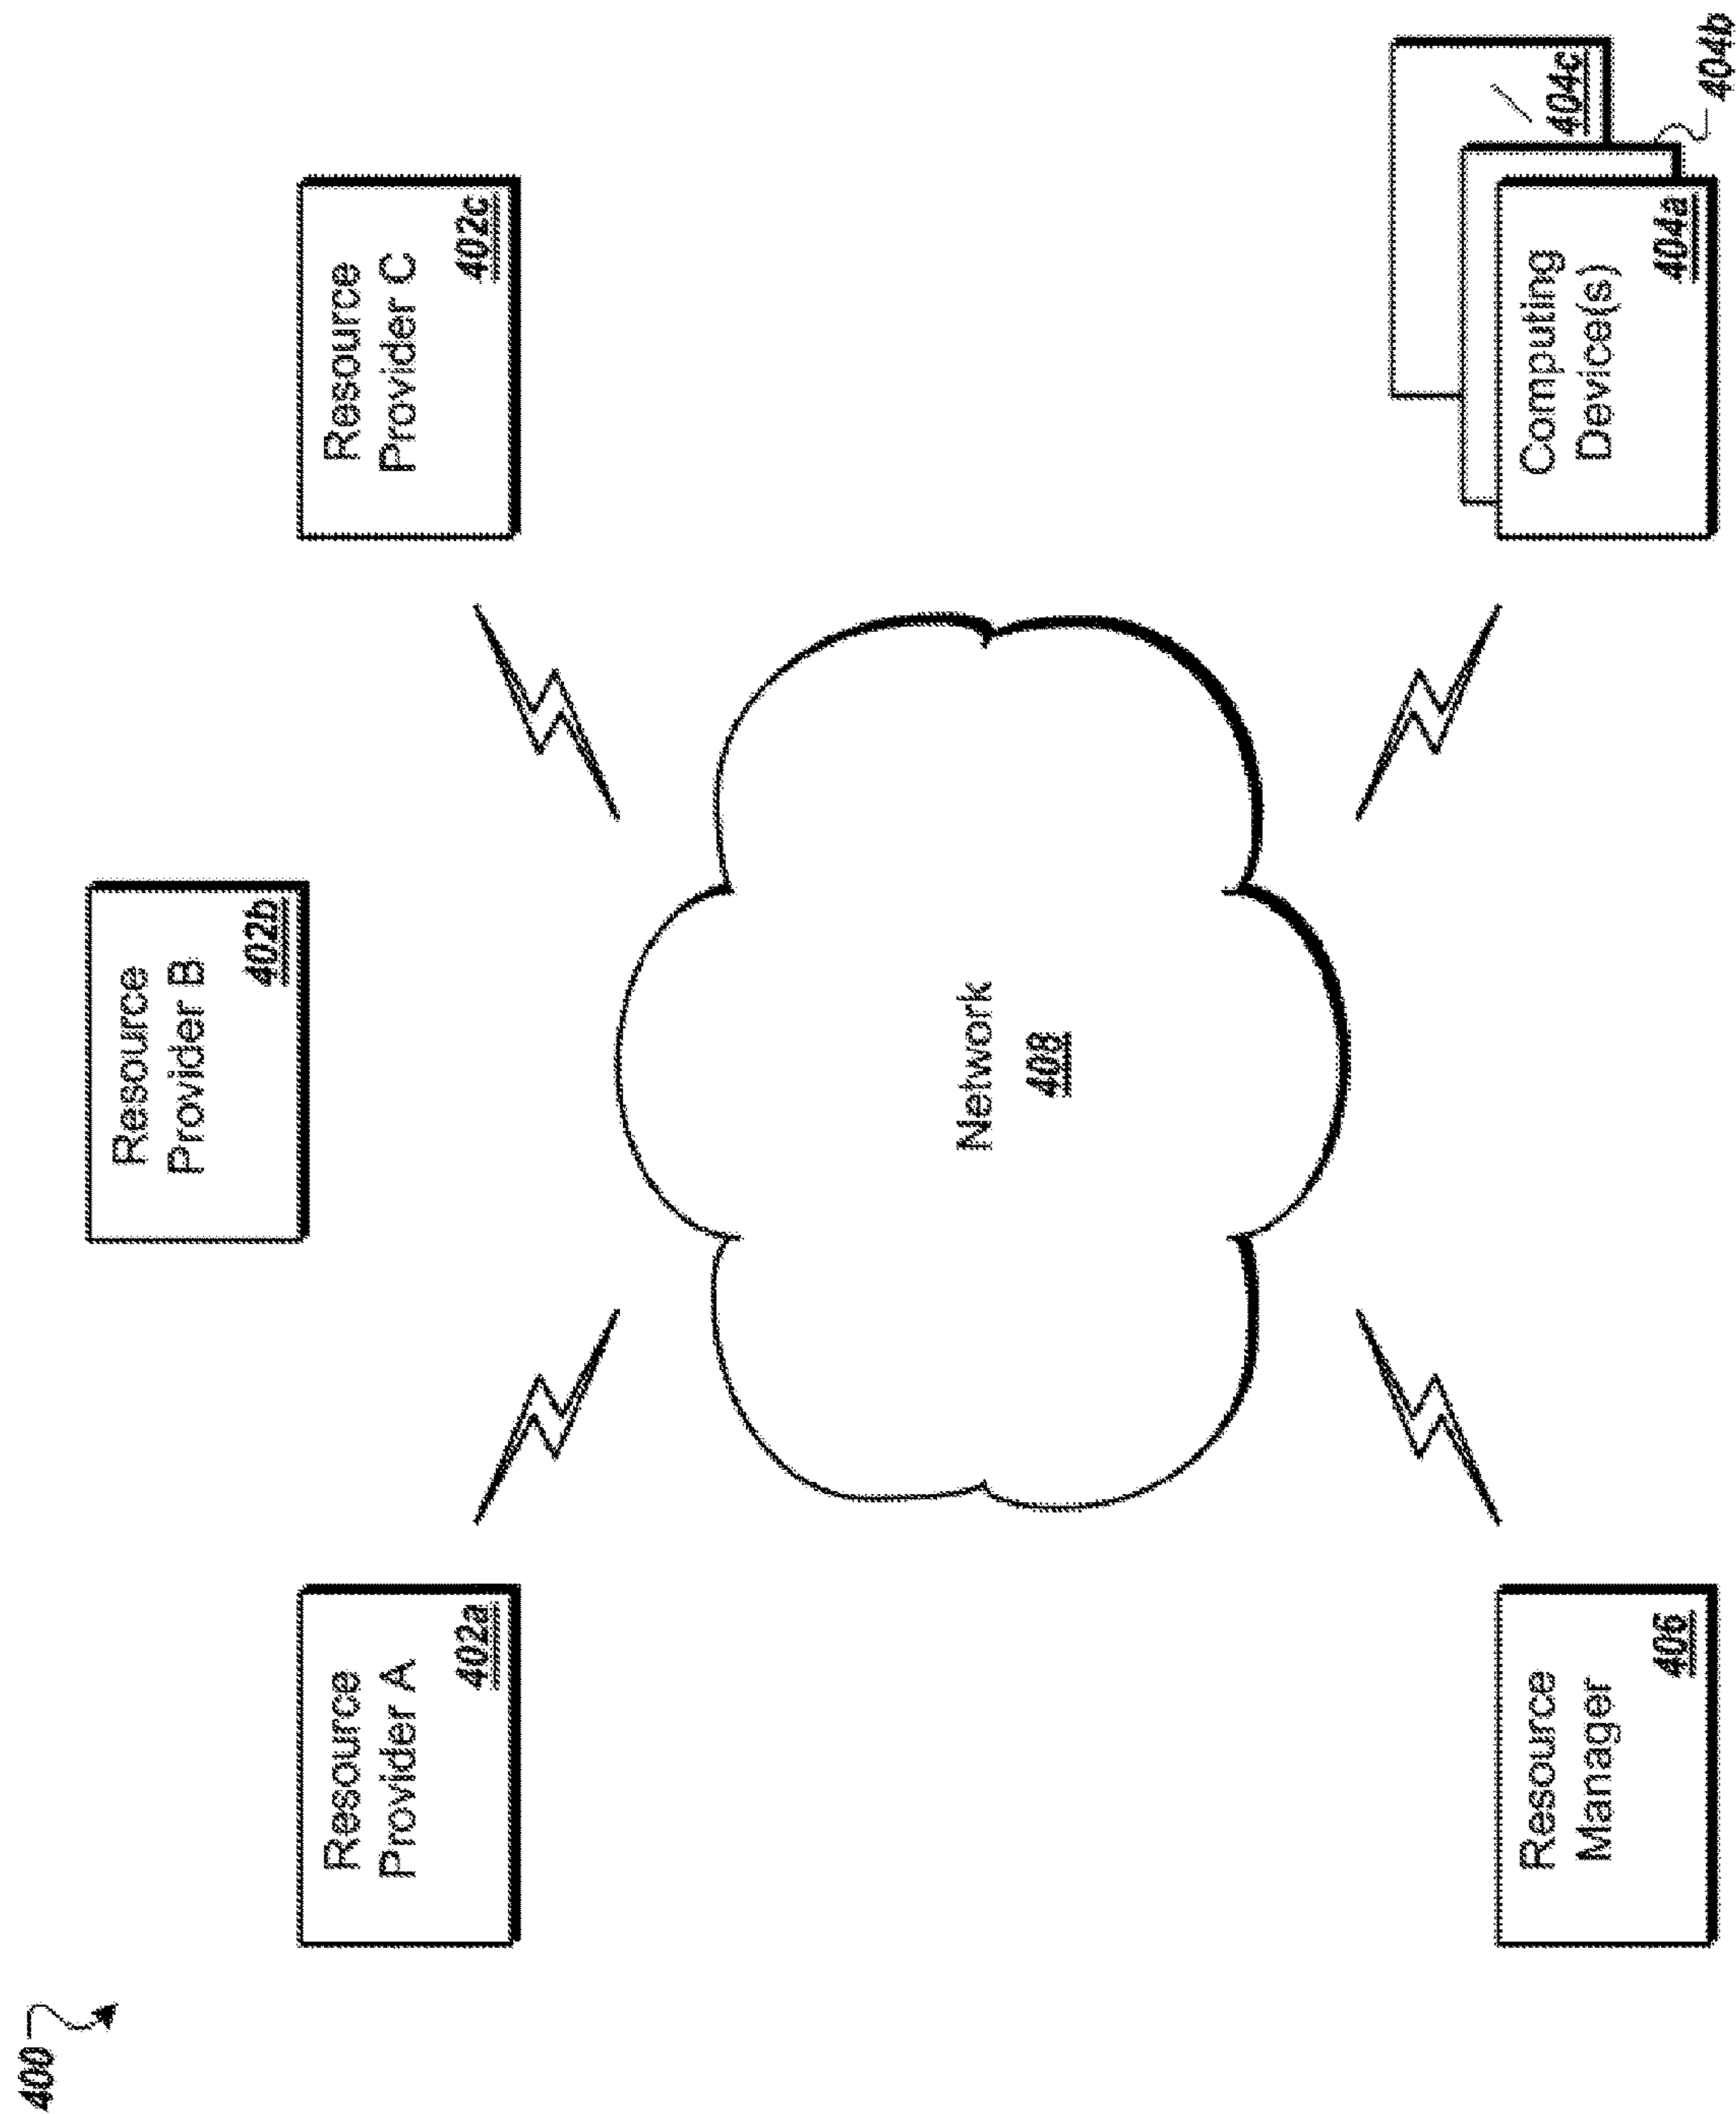 400
Resource
Provider B
402b
Resource
Provider A
402a
Resource
Provider C
402c
Network
408
Resource
Manager
406
Computing
Device(s)
404a
404c
404b